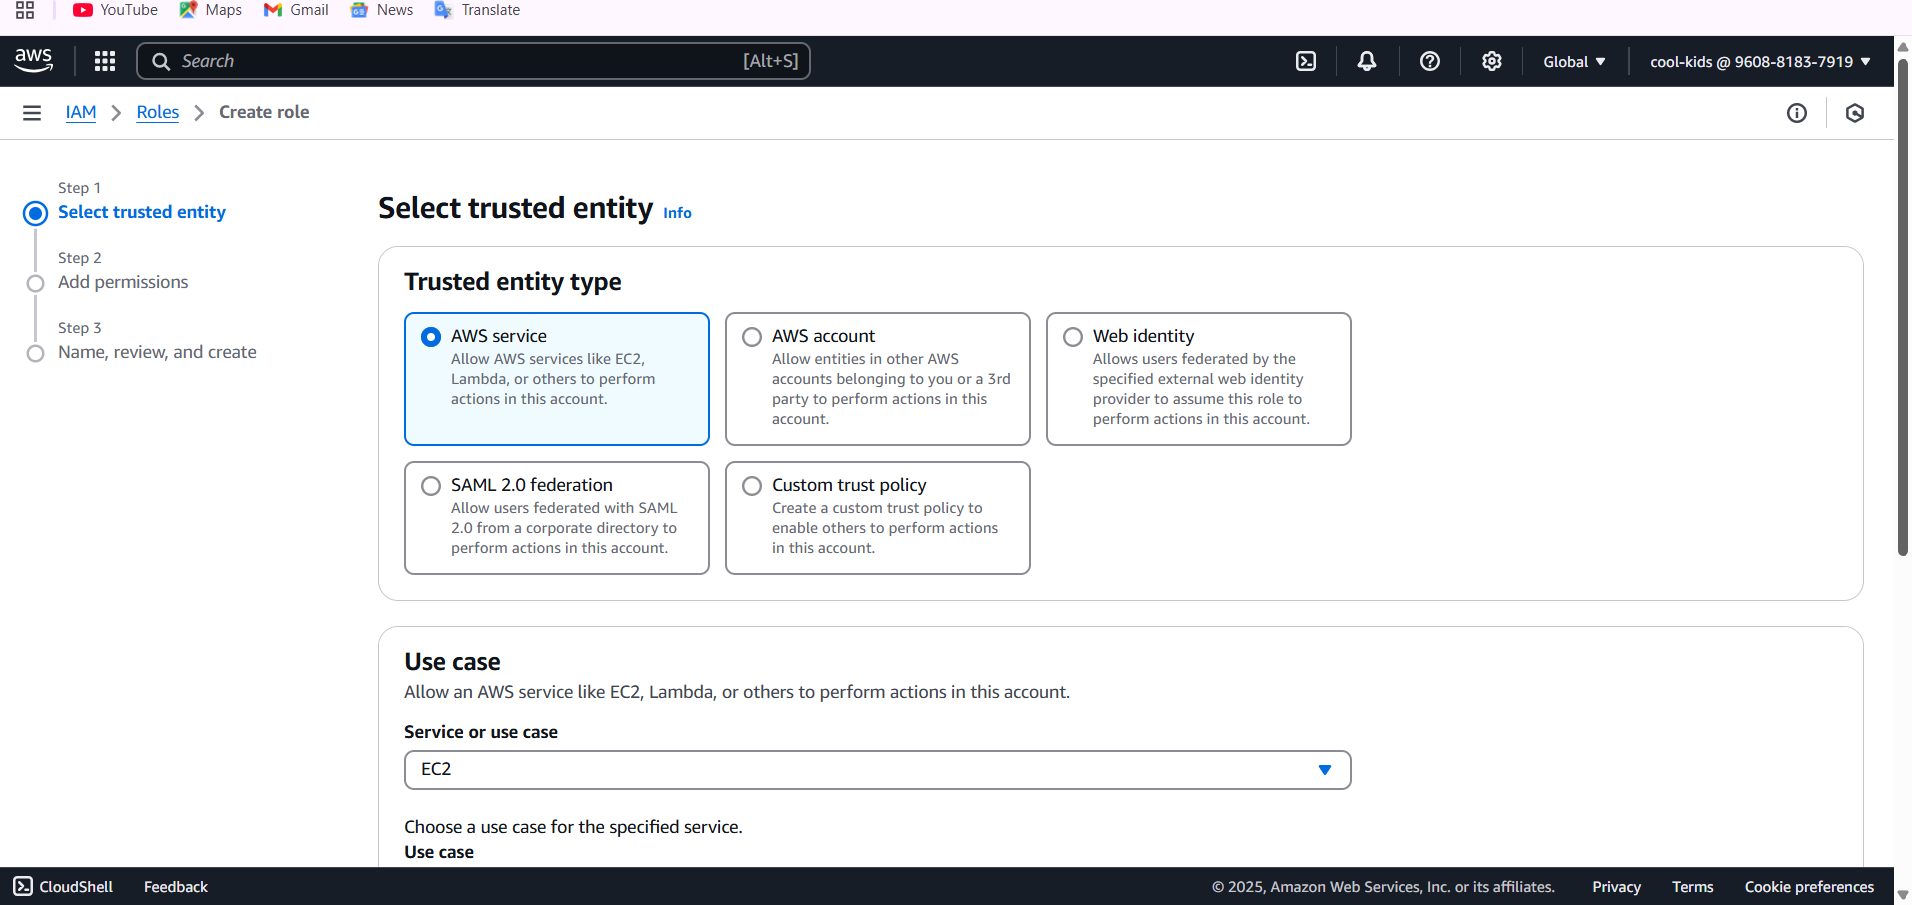 YouTube Maps Gmail News Translate
aws Search [Alt+S] Global cool-kids @ 9608-8183-7919
IAM Roles Create role
Step 1
Select trusted entity
Step 2
Add permissions
Step 3
Name, review, and create
Select trusted entity Info
Trusted entity type
AWS service
Allow AWS services like EC2,
Lambda, or others to perform
actions in this account.
AWS account
Allow entities in other AWS
accounts belonging to you or a 3rd
party to perform actions in this
account.
Web identity
Allows users federated by the
specified external web identity
provider to assume this role to
perform actions in this account.
SAML 2.0 federation
Allow users federated with SAML
2.0 from a corporate directory to
perform actions in this account.
Custom trust policy
Create a custom trust policy to
enable others to perform actions
in this account.
Use case
Allow an AWS service like EC2, Lambda, or others to perform actions in this account.
Service or use case
EC2
Choose a use case for the specified service.
Use case
CloudShell Feedback © 2025, Amazon Web Services, Inc. or its affiliates. Privacy Terms Cookie preferences